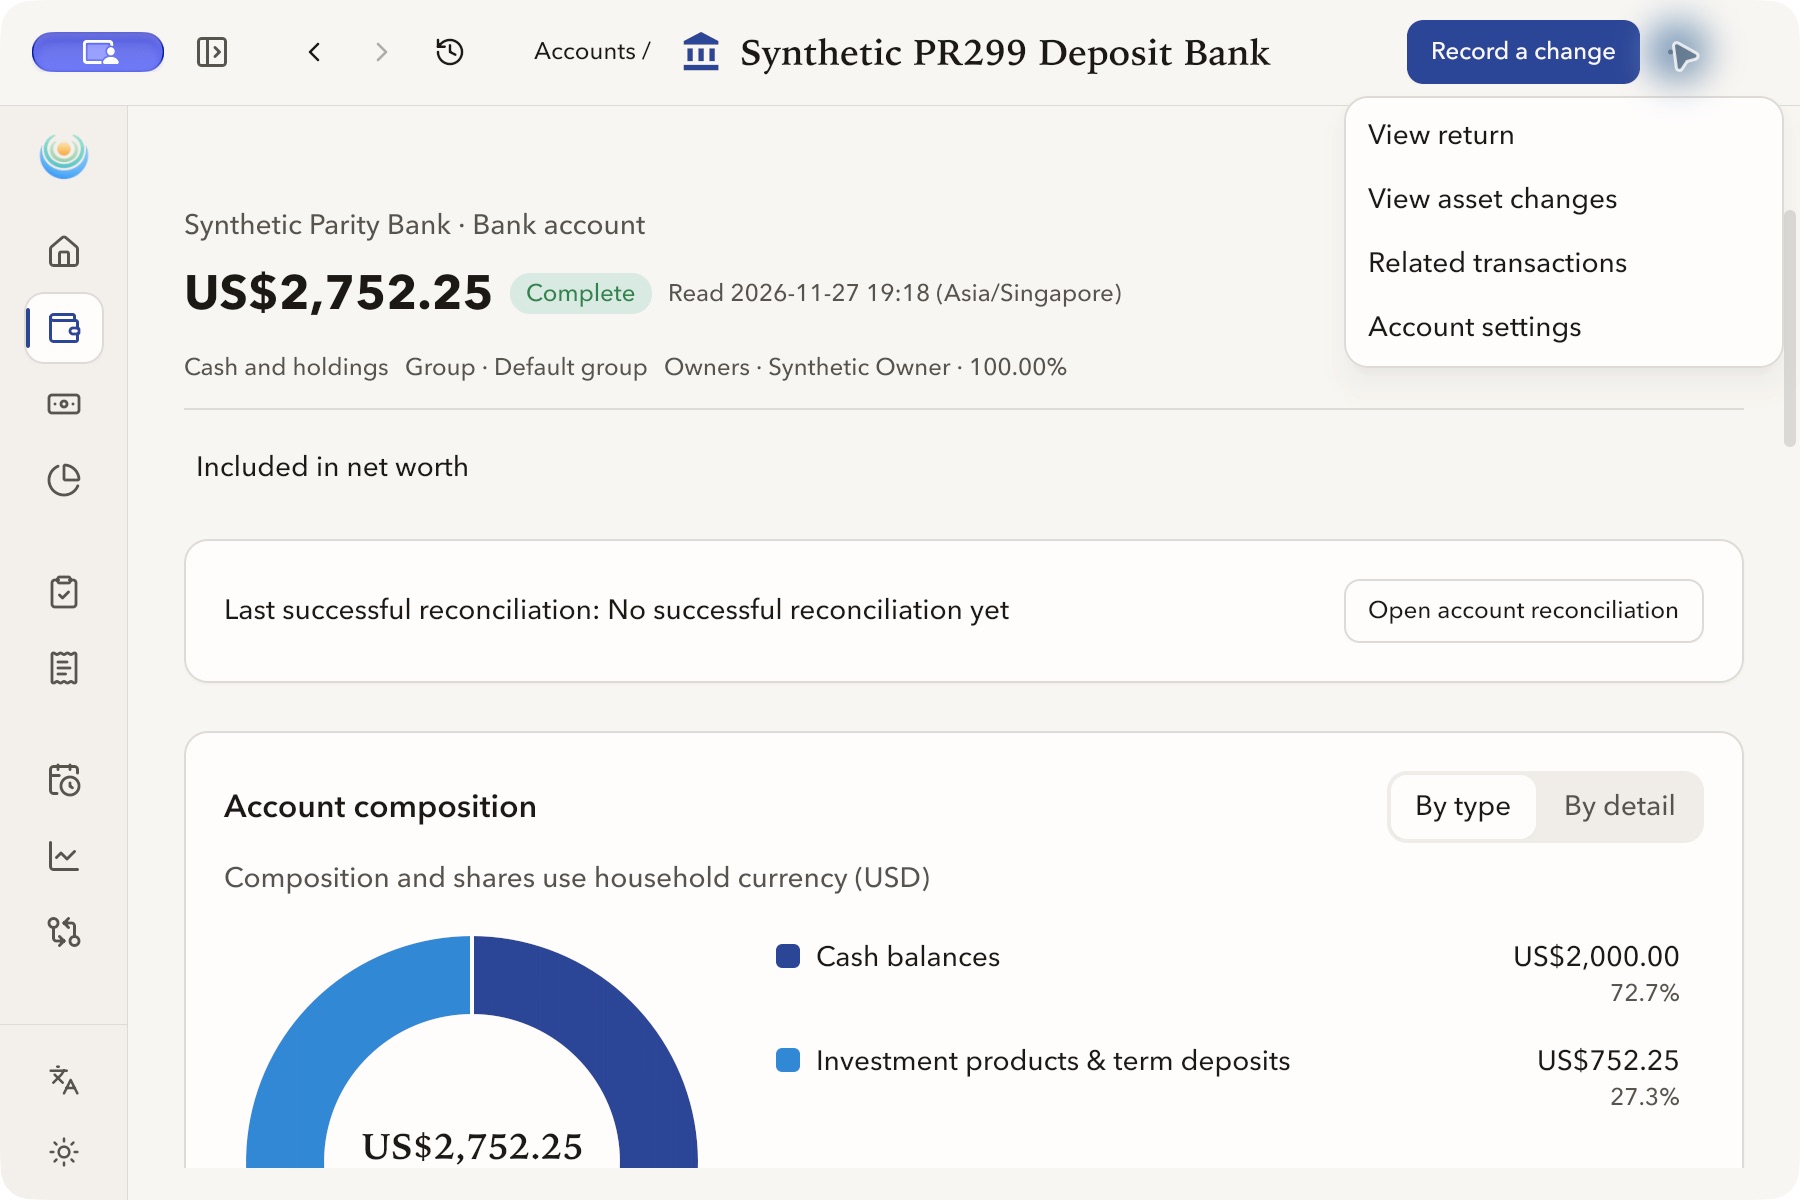 Accounts / Synthetic PR299 Deposit Bank
Record a change
View return
View asset changes
Related transactions
Account settings
Synthetic Parity Bank · Bank account
US$2,752.25 Complete Read 2026-11-27 19:18 (Asia/Singapore)
Cash and holdings Group · Default group Owners · Synthetic Owner · 100.00%
Included in net worth
Last successful reconciliation: No successful reconciliation yet
Open account reconciliation
Account composition
By type By detail
Composition and shares use household currency (USD)
Cash balances US$2,000.00
72.7%
Investment products & term deposits US$752.25
27.3%
US$2,752.25